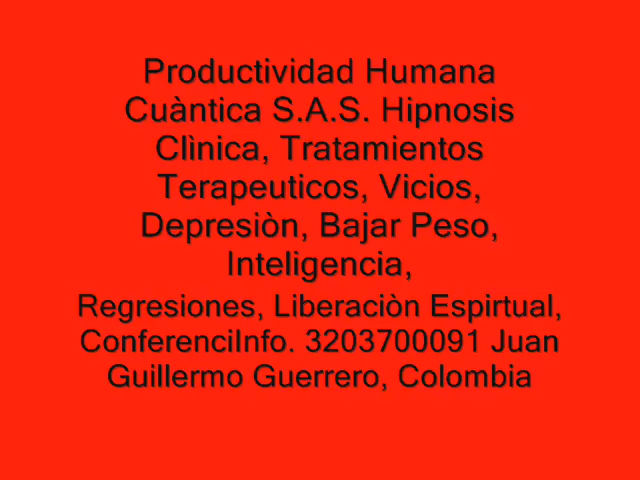 Productividad Humana
Cuàntica S.A.S. Hipnosis
Clìnica, Tratamientos
Terapeuticos, Vicios,
Depresiòn, Bajar Peso,
Inteligencia,
Regresiones, Liberaciòn Espirtual,
ConferenciInfo. 3203700091 Juan
Guillermo Guerrero, Colombia